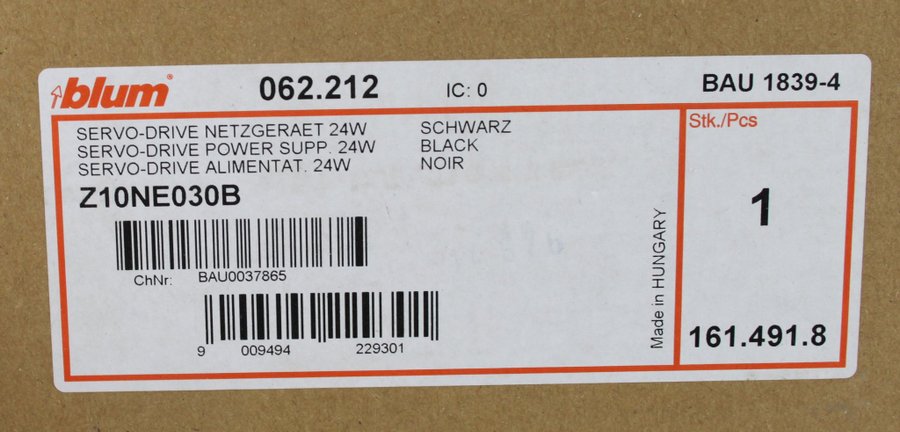 blum® 062.212 IC: 0 BAU 1839-4
SERVO-DRIVE NETZGERAET 24W SCHWARZ
SERVO-DRIVE POWER SUPP. 24W BLACK
SERVO-DRIVE ALIMENTAT. 24W NOIR
Z10NE030B
ChNr: BAU0037865
9 009494 229301
Made in HUNGARY
Stk./Pcs
1
161.491.8